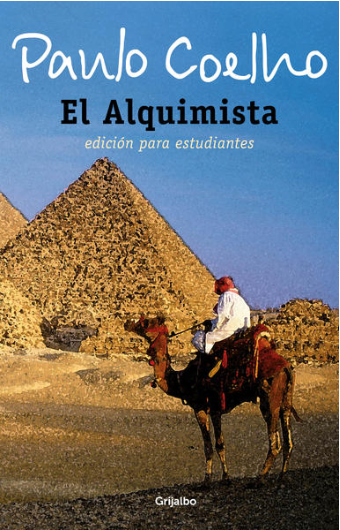 Paulo Coelho
El Alquimista
edición para estudiantes
Grijalbo